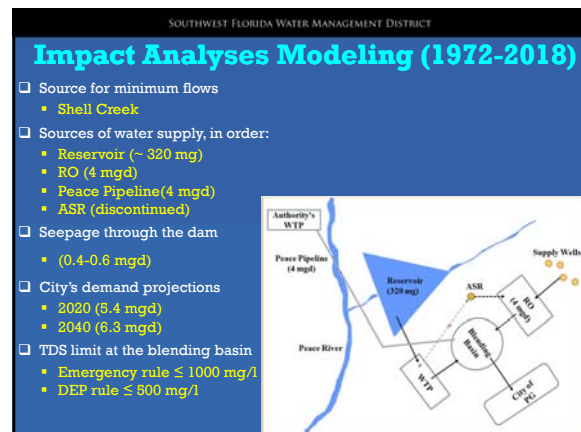 SOUTHWEST FLORIDA WATER MANAGEMENT DISTRICT
Impact Analyses Modeling (1972-2018)
❑ Source for minimum flows
▪ Shell Creek
❑ Sources of water supply, in order:
▪ Reservoir (~ 320 mg)
▪ RO (4 mgd)
▪ Peace Pipeline(4 mgd)
▪ ASR (discontinued)
❑ Seepage through the dam
▪ (0.4-0.6 mgd)
❑ City's demand projections
▪ 2020 (5.4 mgd)
▪ 2040 (6.3 mgd)
❑ TDS limit at the blending basin
▪ Emergency rule ≤ 1000 mg/l
▪ DEP rule ≤ 500 mg/l
Authority's
WTP
Peace Pipeline
(4 mgd)
Reservoir
(320 mg)
Supply Wells
ASR
RO
(4 mgd)
Peace River
Blending
Basin
WTP
City of
PG